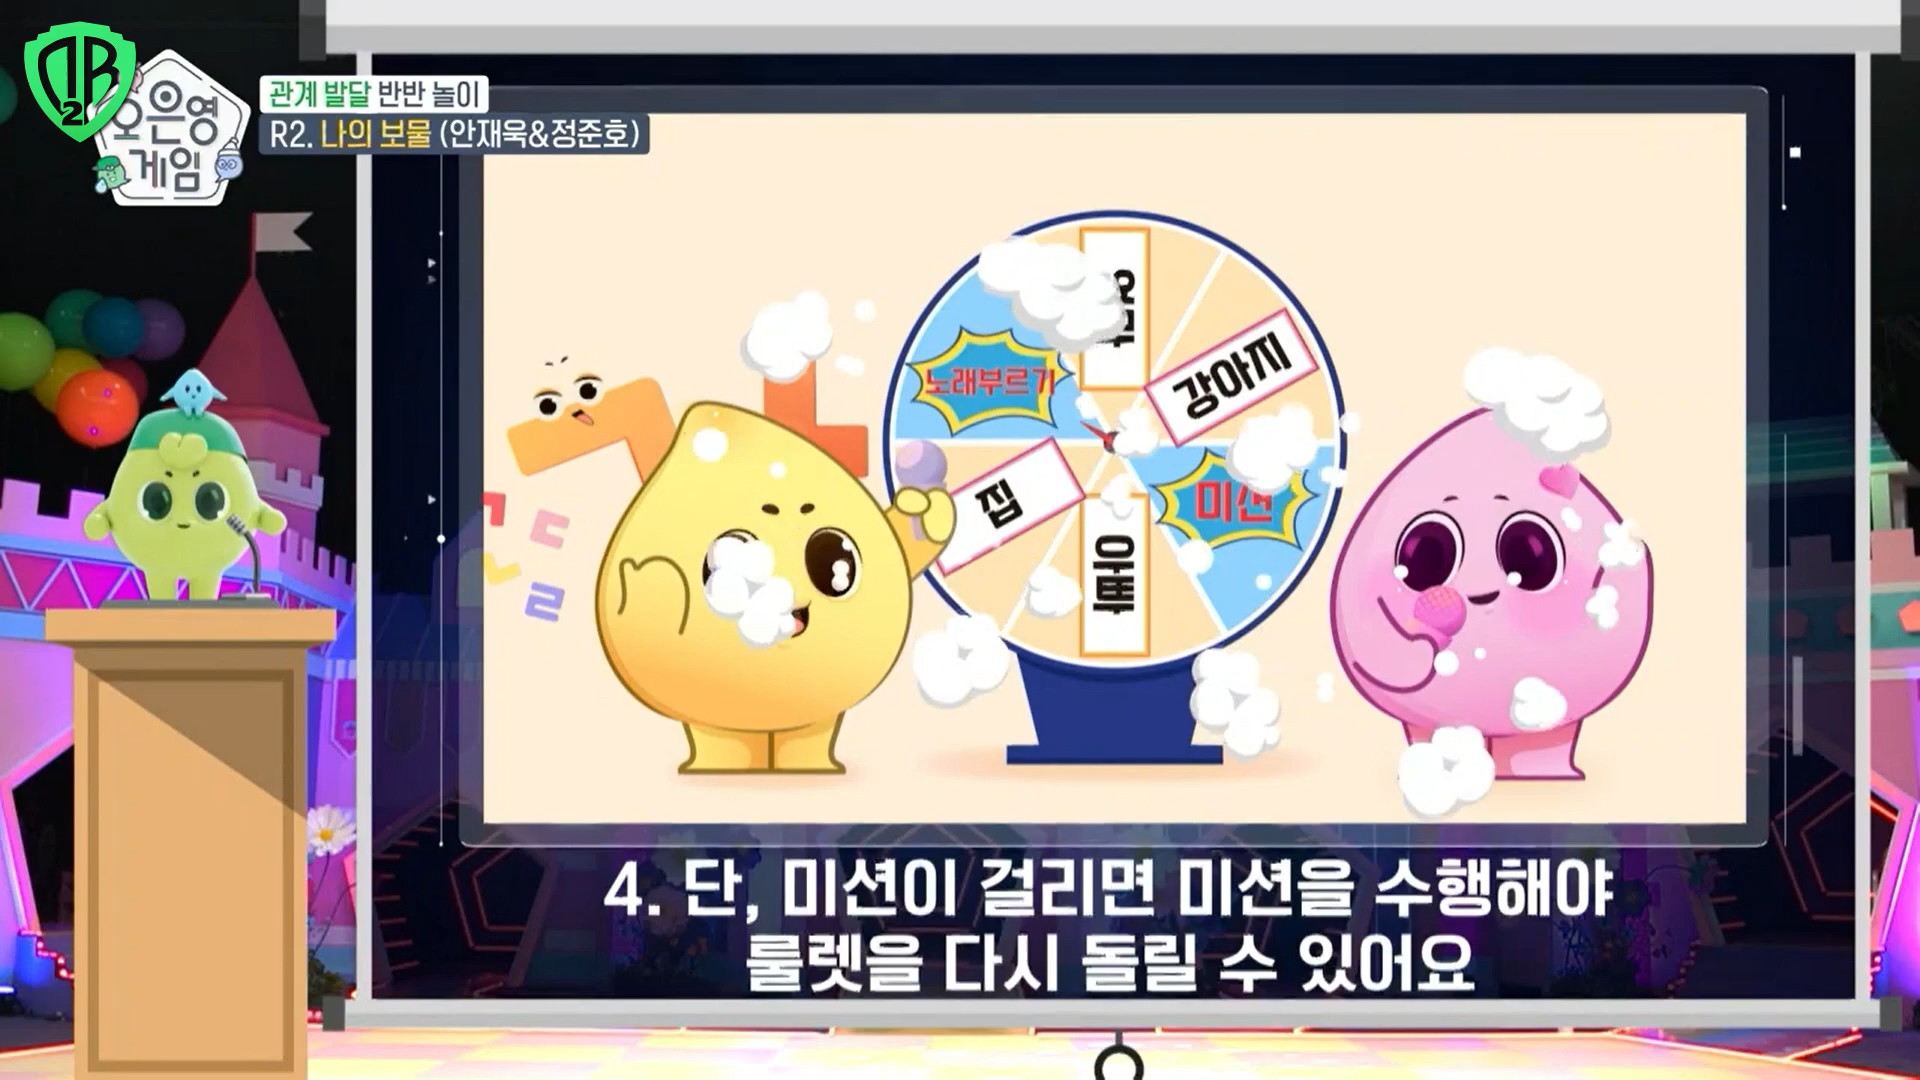 오은영
게임
관계 발달 반반 놀이
R2. 나의 보물 (안재욱&정준호)
노래부르기
강아지
집
미션
ㄱ
ㄷ
ㄹ
4. 단, 미션이 걸리면 미션을 수행해야
룰렛을 다시 돌릴 수 있어요